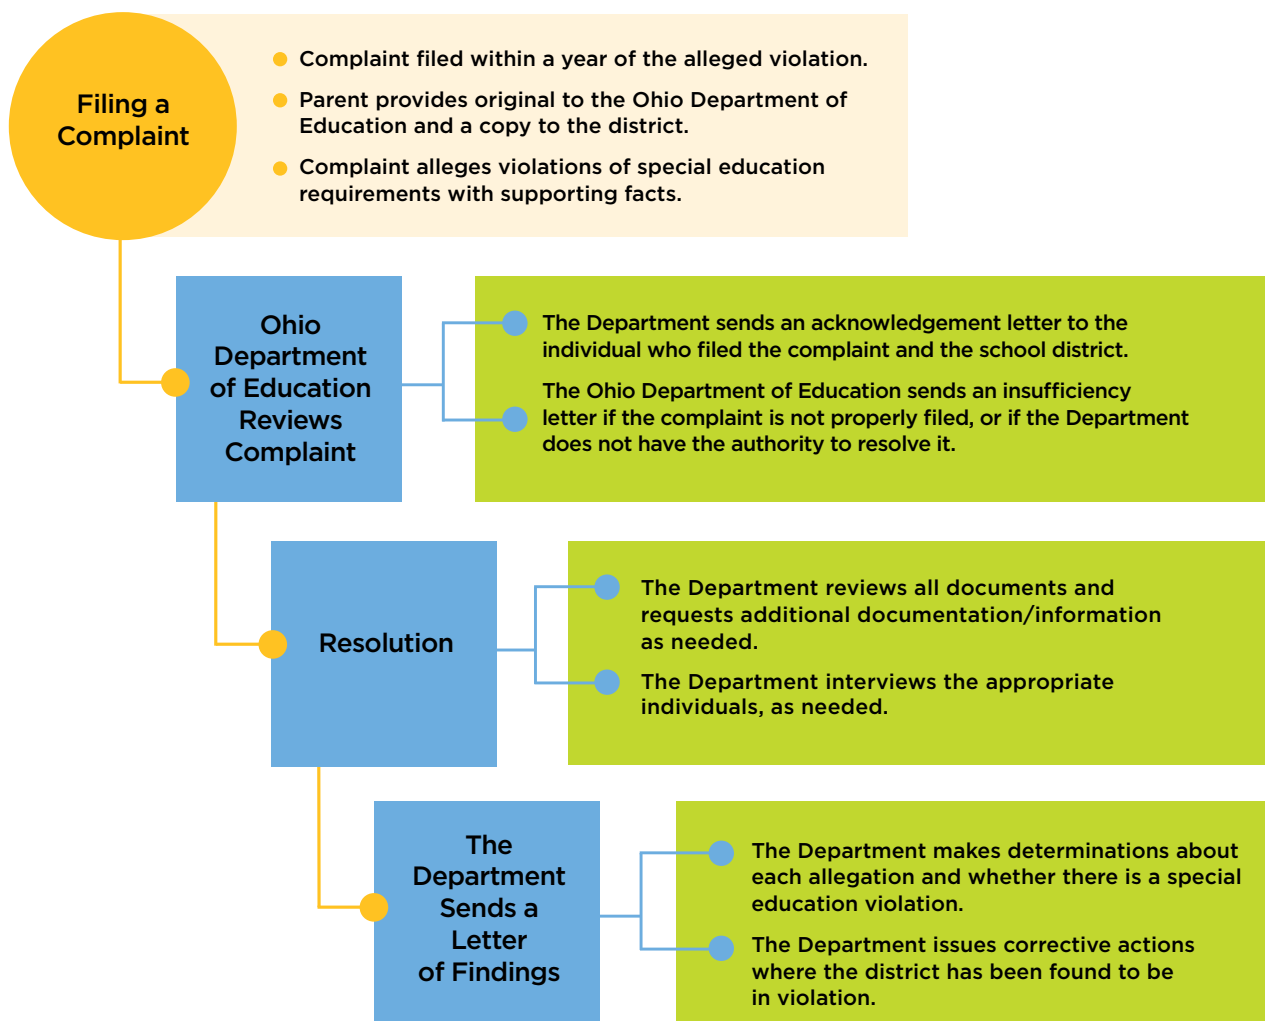 Filing a
Complaint
Complaint filed within a year of the alleged violation.
Parent provides original to the Ohio Department of
Education and a copy to the district.
Complaint alleges violations of special education
requirements with supporting facts.
Ohio
Department
of Education
Reviews
Complaint
The Department sends an acknowledgement letter to the
individual who filed the complaint and the school district.
The Ohio Department of Education sends an insufficiency
letter if the complaint is not properly filed, or if the Department
does not have the authority to resolve it.
Resolution
The Department reviews all documents and
requests additional documentation/information
as needed.
The Department interviews the appropriate
individuals, as needed.
The
Department
Sends a
Letter
of Findings
The Department makes determinations about
each allegation and whether there is a special
education violation.
The Department issues corrective actions
where the district has been found to be
in violation.